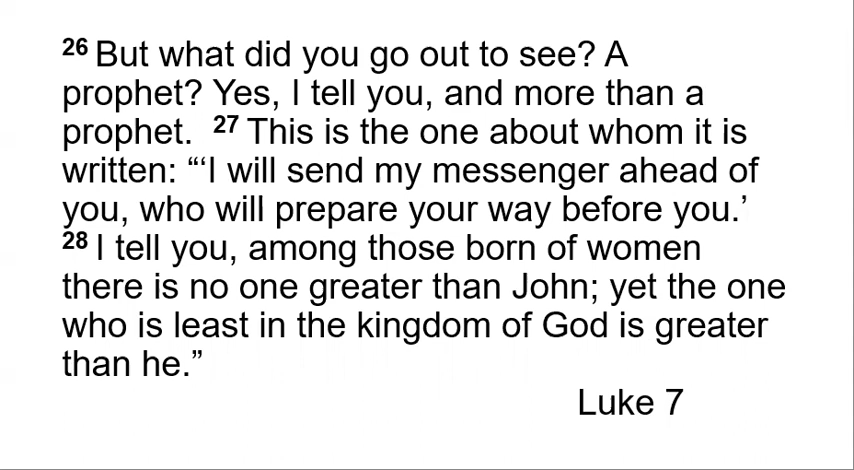 26 But what did you go out to see? A
prophet? Yes, I tell you, and more than a
prophet. 27 This is the one about whom it is
written: “‘I will send my messenger ahead of
you, who will prepare your way before you.’
28 I tell you, among those born of women
there is no one greater than John; yet the one
who is least in the kingdom of God is greater
than he.”
Luke 7